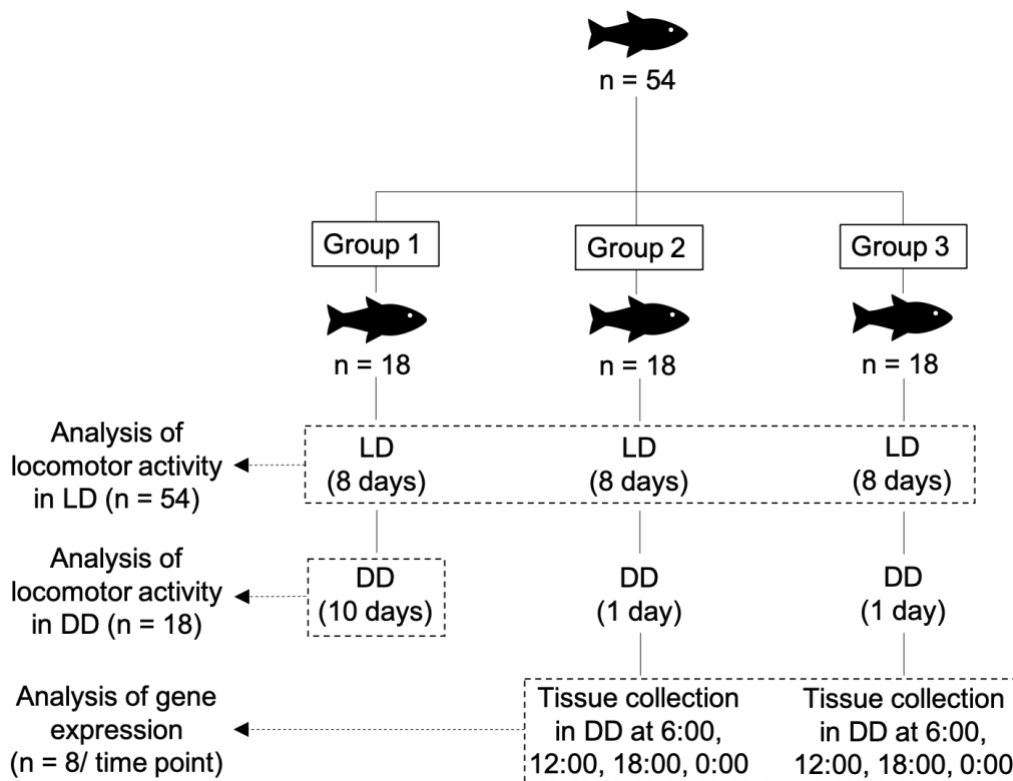 n = 54
Group 1
Group 2
Group 3
n = 18
n = 18
n = 18
Analysis of
locomotor activity
in LD (n = 54)
LD
(8 days)
LD
(8 days)
LD
(8 days)
Analysis of
locomotor activity
in DD (n = 18)
DD
(10 days)
DD
(1 day)
DD
(1 day)
Analysis of gene
expression
(n = 8/ time point)
Tissue collection
in DD at 6:00,
12:00, 18:00, 0:00
Tissue collection
in DD at 6:00,
12:00, 18:00, 0:00